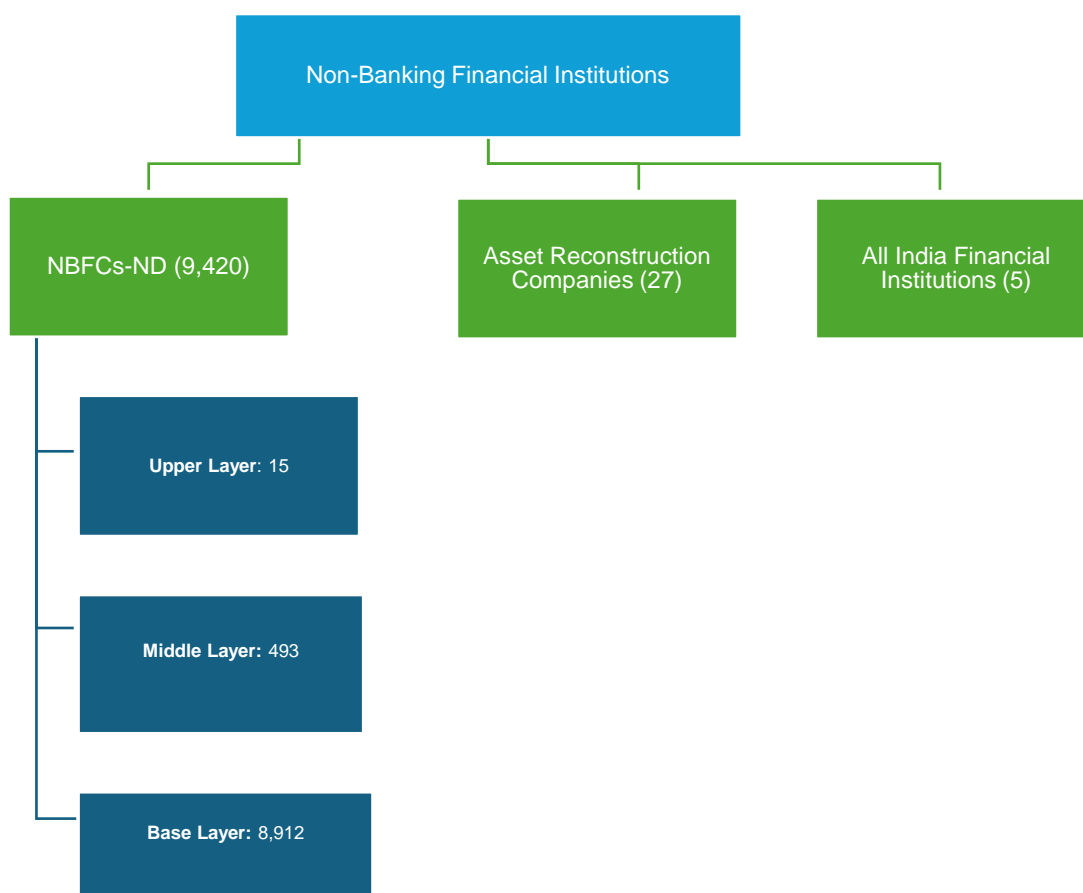 Non-Banking Financial Institutions
NBFCs-ND (9,420)
Asset Reconstruction
Companies (27)
All India Financial
Institutions (5)
Upper Layer: 15
Middle Layer: 493
Base Layer: 8,912